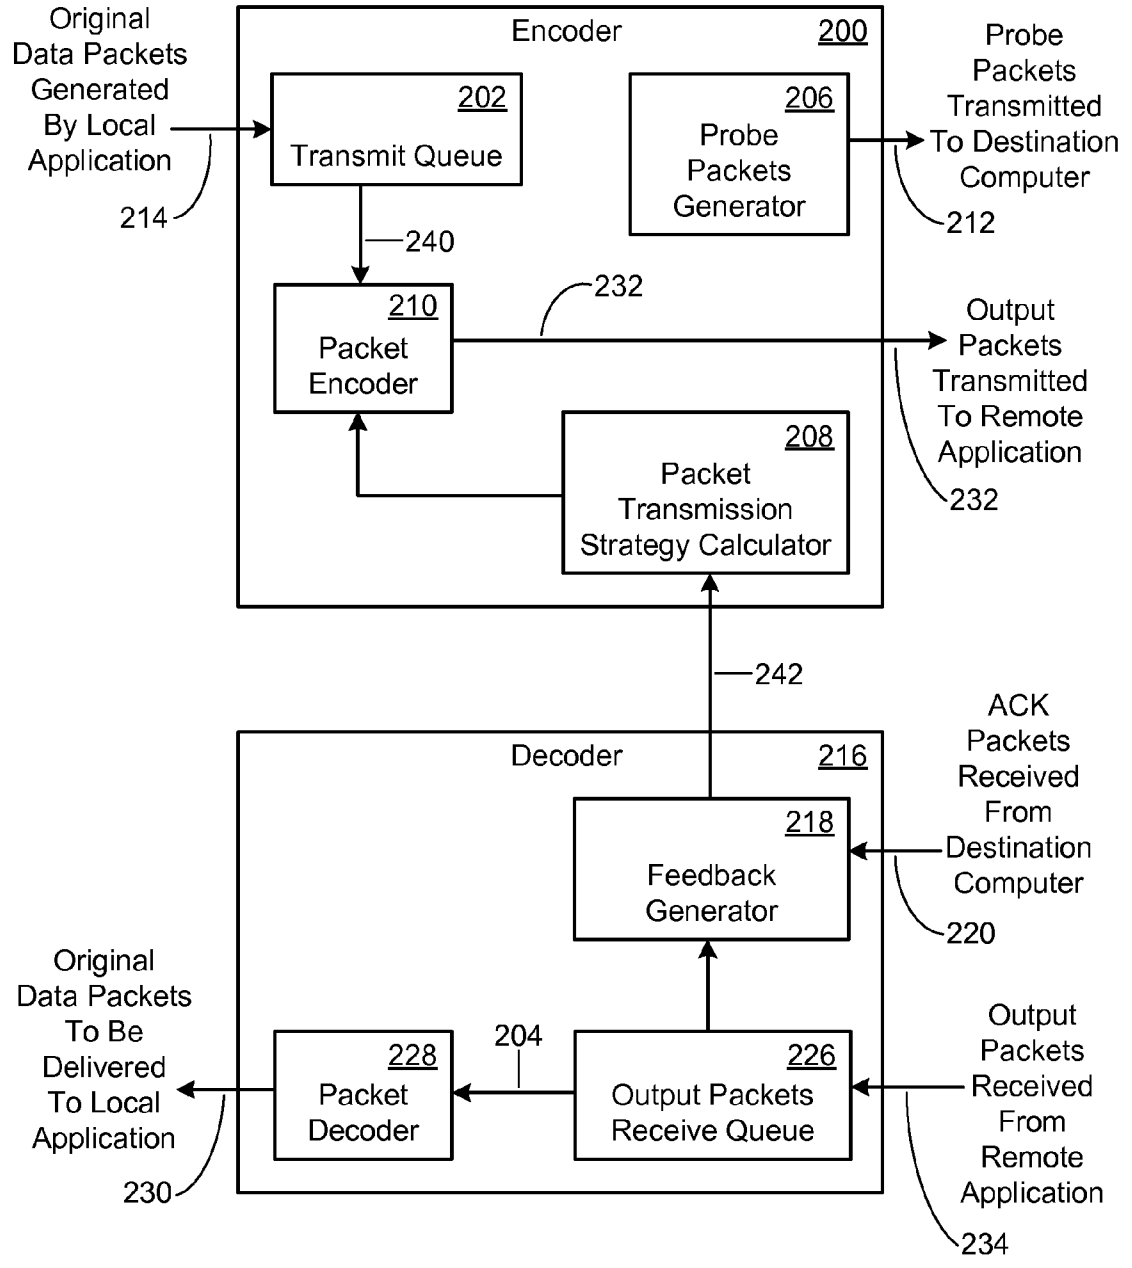 Original
Data Packets
Generated
By Local
Application
214
Encoder
200
202
Transmit Queue
206
Probe
Packets
Generator
Probe
Packets
Transmitted
To Destination
Computer
212
240
210
Packet
Encoder
232
Output
Packets
Transmitted
To Remote
Application
232
208
Packet
Transmission
Strategy Calculator
242
Decoder
216
218
Feedback
Generator
ACK
Packets
Received
From
Destination
Computer
220
Original
Data Packets
To Be
Delivered
To Local
Application
230
228
Packet
Decoder
204
226
Output Packets
Receive Queue
Output
Packets
Received
From
Remote
Application
234